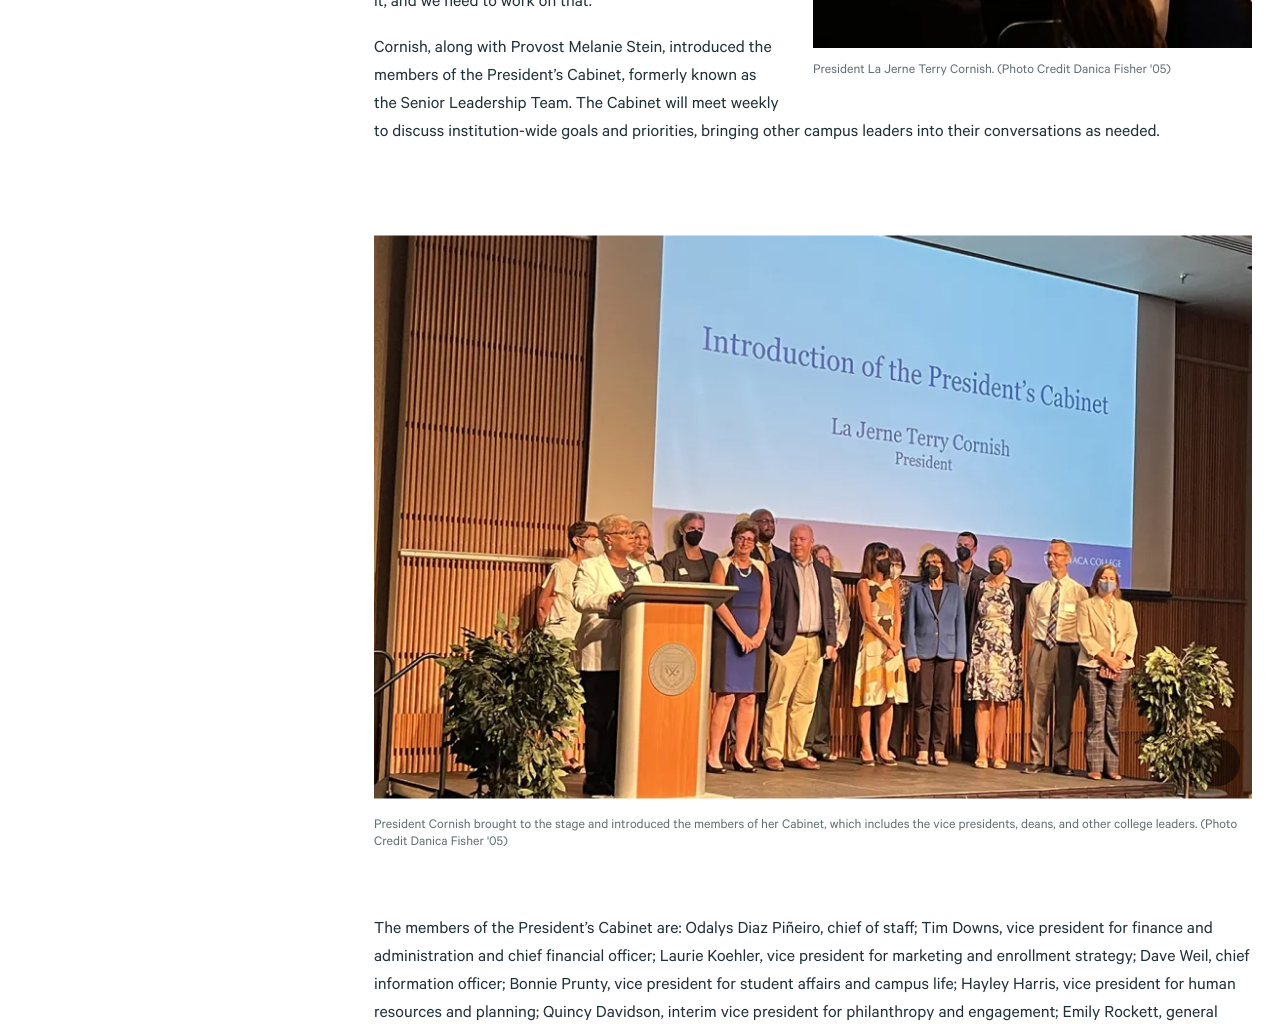 it, and we need to work on that.
Cornish, along with Provost Melanie Stein, introduced the
members of the President’s Cabinet, formerly known as
the Senior Leadership Team. The Cabinet will meet weekly
to discuss institution-wide goals and priorities, bringing other campus leaders into their conversations as needed.
President La Jerne Terry Cornish. (Photo Credit Danica Fisher '05)
Introduction of the President's Cabinet
La Jerne Terry Cornish
President
ACA COLLEGE
President Cornish brought to the stage and introduced the members of her Cabinet, which includes the vice presidents, deans, and other college leaders. (Photo
Credit Danica Fisher '05)
The members of the President’s Cabinet are: Odalys Diaz Piñeiro, chief of staff; Tim Downs, vice president for finance and
administration and chief financial officer; Laurie Koehler, vice president for marketing and enrollment strategy; Dave Weil, chief
information officer; Bonnie Prunty, vice president for student affairs and campus life; Hayley Harris, vice president for human
resources and planning; Quincy Davidson, interim vice president for philanthropy and engagement; Emily Rockett, general